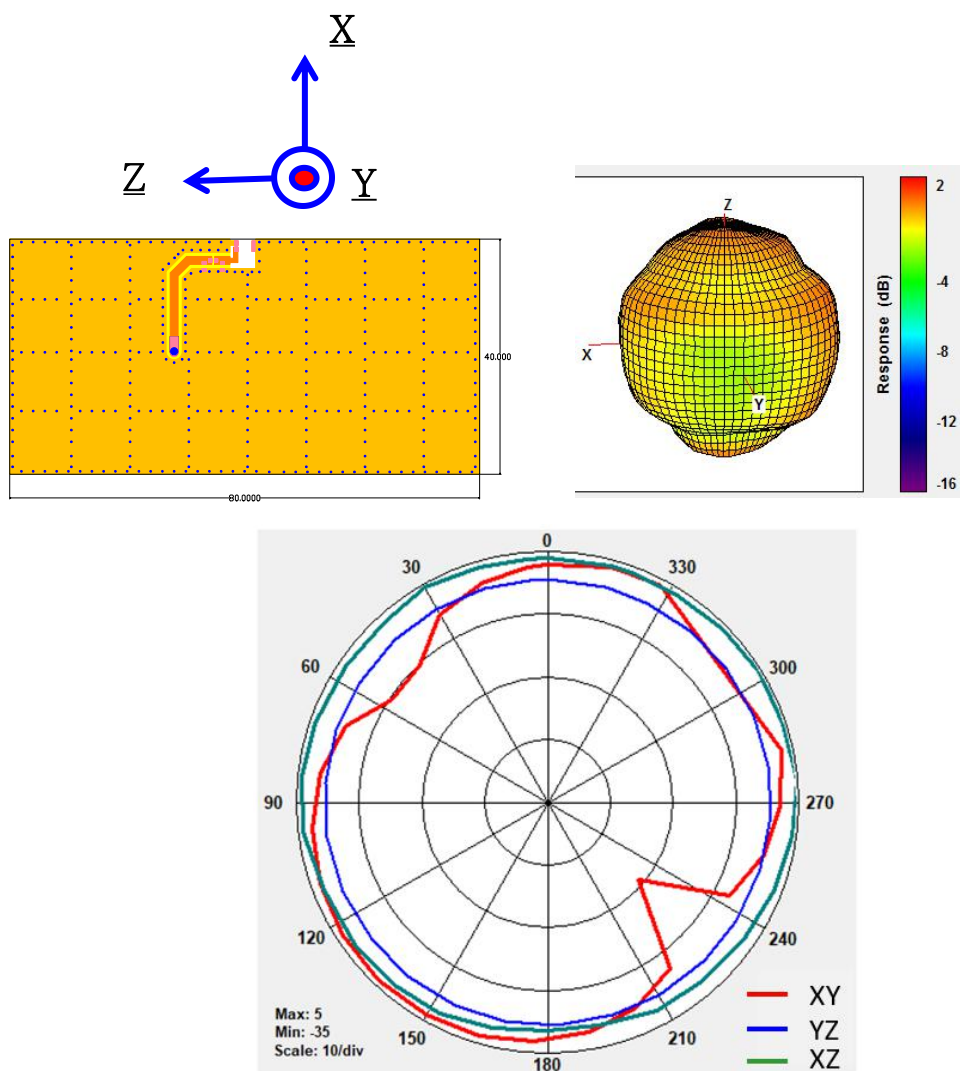 X
Z
Y
40.000
80.0000
Z
X
Y
Response (dB)
2
-4
-8
-12
-16
0
30
330
60
300
90
270
120
240
150
210
180
Max: 5
Min: -35
Scale: 10/div
XY
YZ
XZ